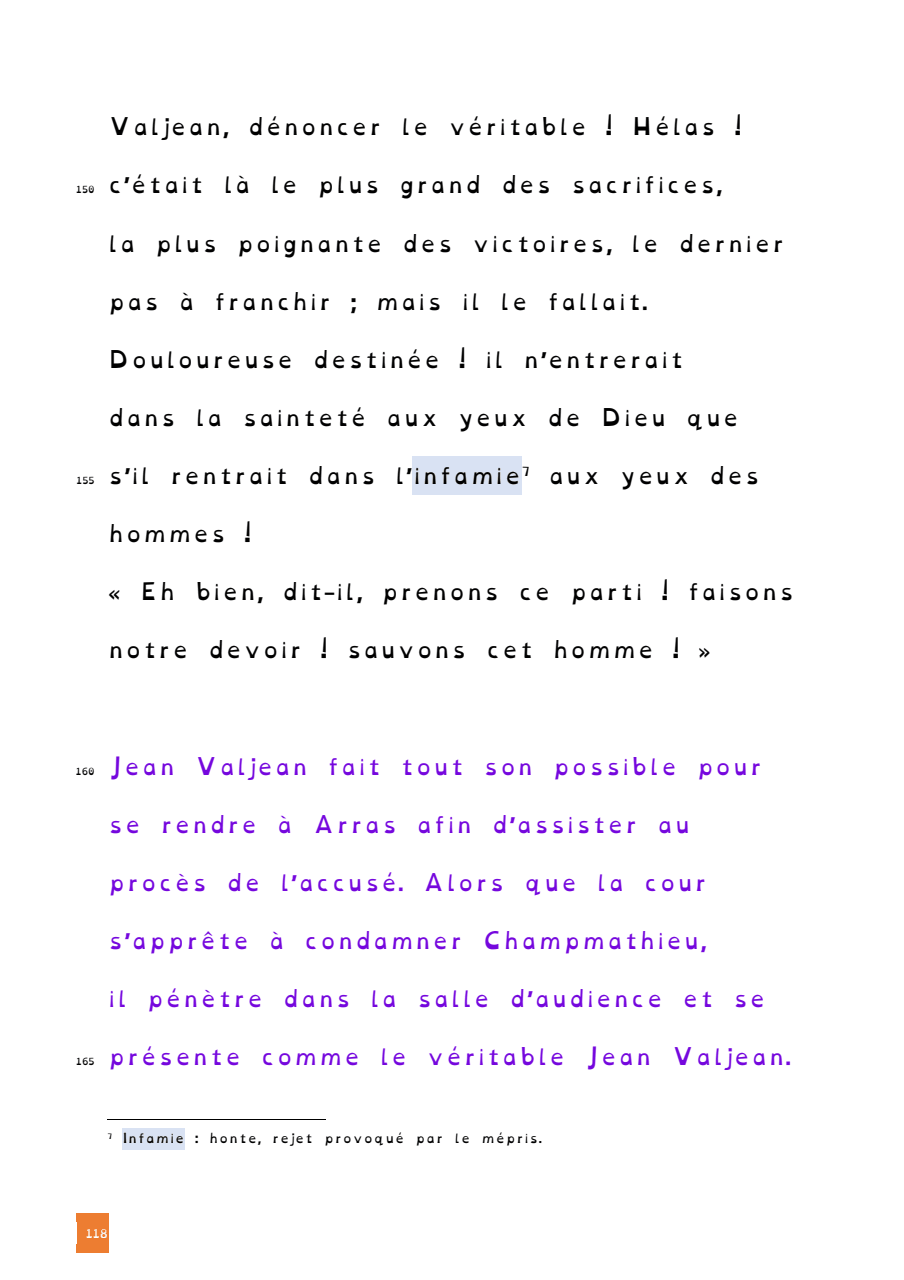 Valjean, dénoncer le véritable ! Hélas !
150 c'était là le plus grand des sacrifices,
la plus poignante des victoires, le dernier
pas à franchir ; mais il le fallait.
Douloureuse destinée ! il n'entrerait
dans la sainteté aux yeux de Dieu que
155 s'il rentrait dans l'infamie⁷ aux yeux des
hommes !
« Eh bien, dit-il, prenons ce parti ! faisons
notre devoir ! sauvons cet homme ! »
160 Jean Valjean fait tout son possible pour
se rendre à Arras afin d'assister au
procès de l'accusé. Alors que la cour
s'apprête à condamner Champmathieu,
il pénètre dans la salle d'audience et se
165 présente comme le véritable Jean Valjean.
⁷ Infamie : honte, rejet provoqué par le mépris.
118